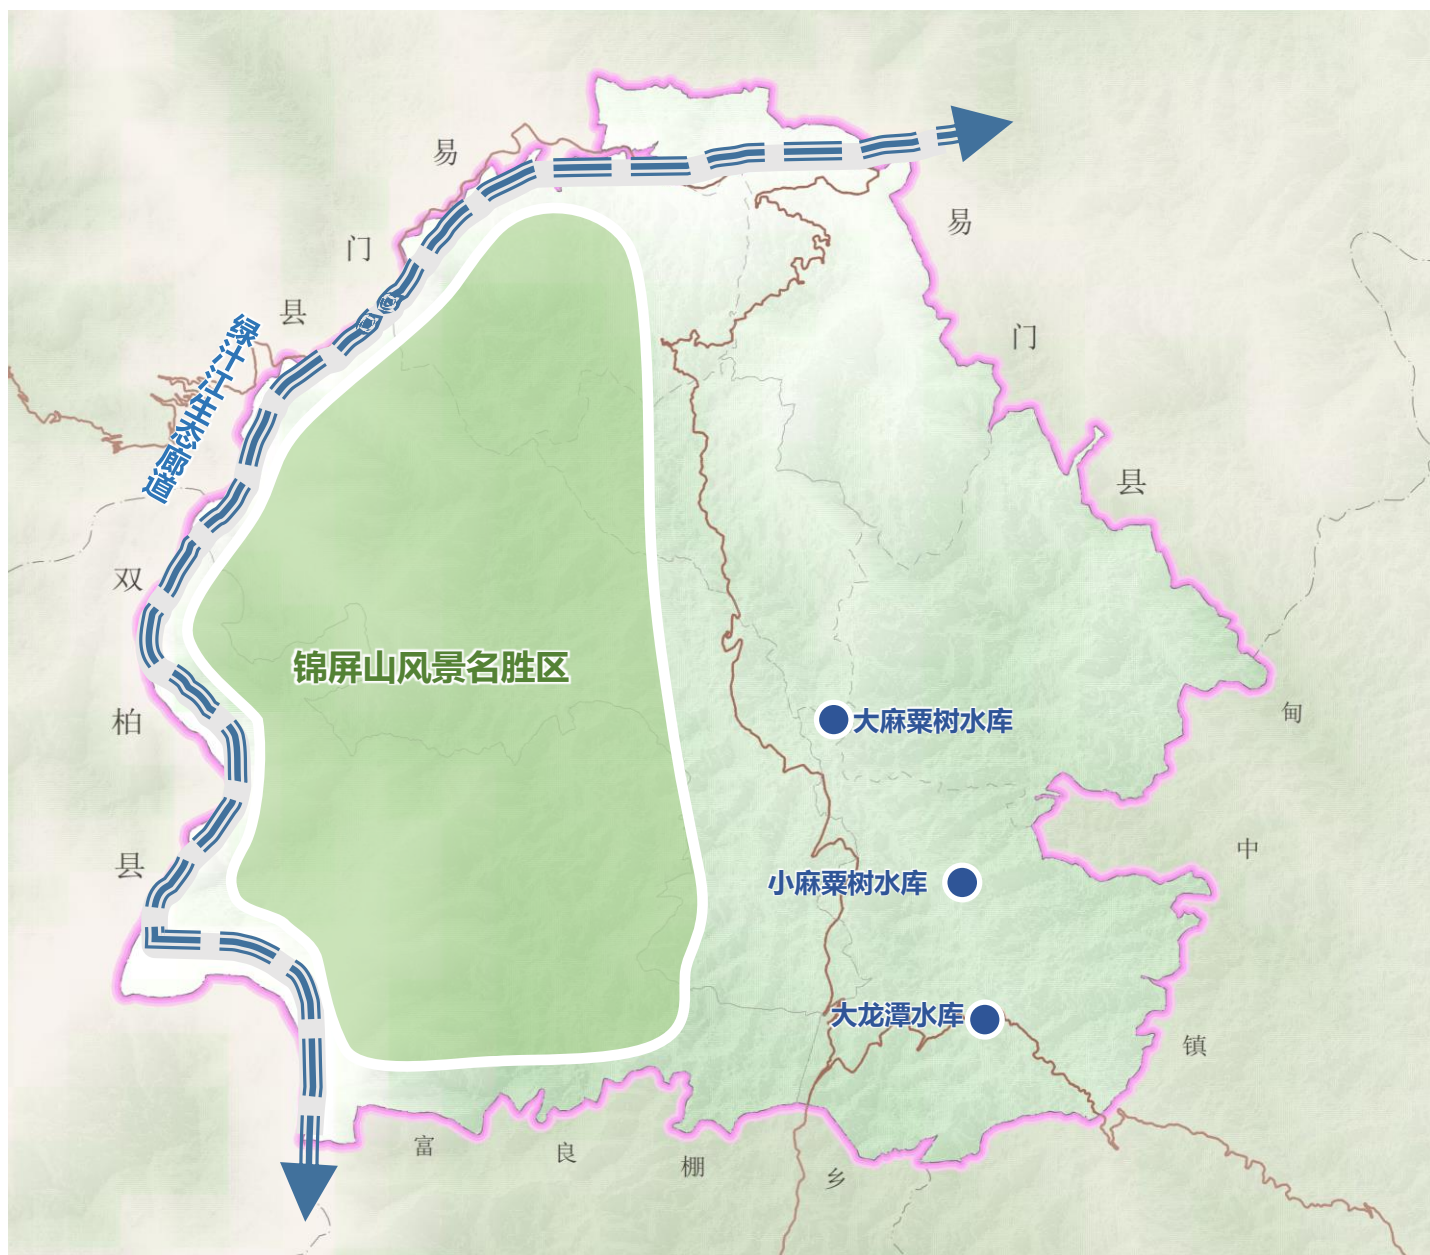 易门县
易门县
绿汁江生态廊道
双柏县
锦屏山风景名胜区
大麻粟树水库
小麻粟树水库
大龙潭水库
甸中镇
富良棚乡